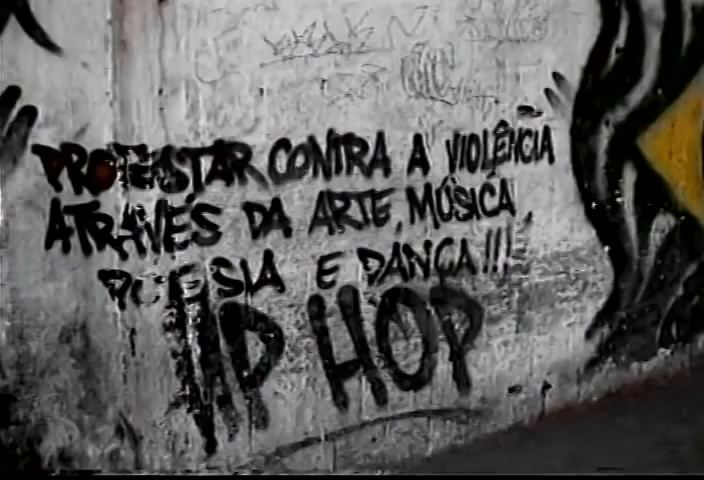 PROTESTAR CONTRA A VIOLÊNCIA
ATRAVÉS DA ARTE, MÚSICA,
POESIA E DANÇA!!!
HIP HOP